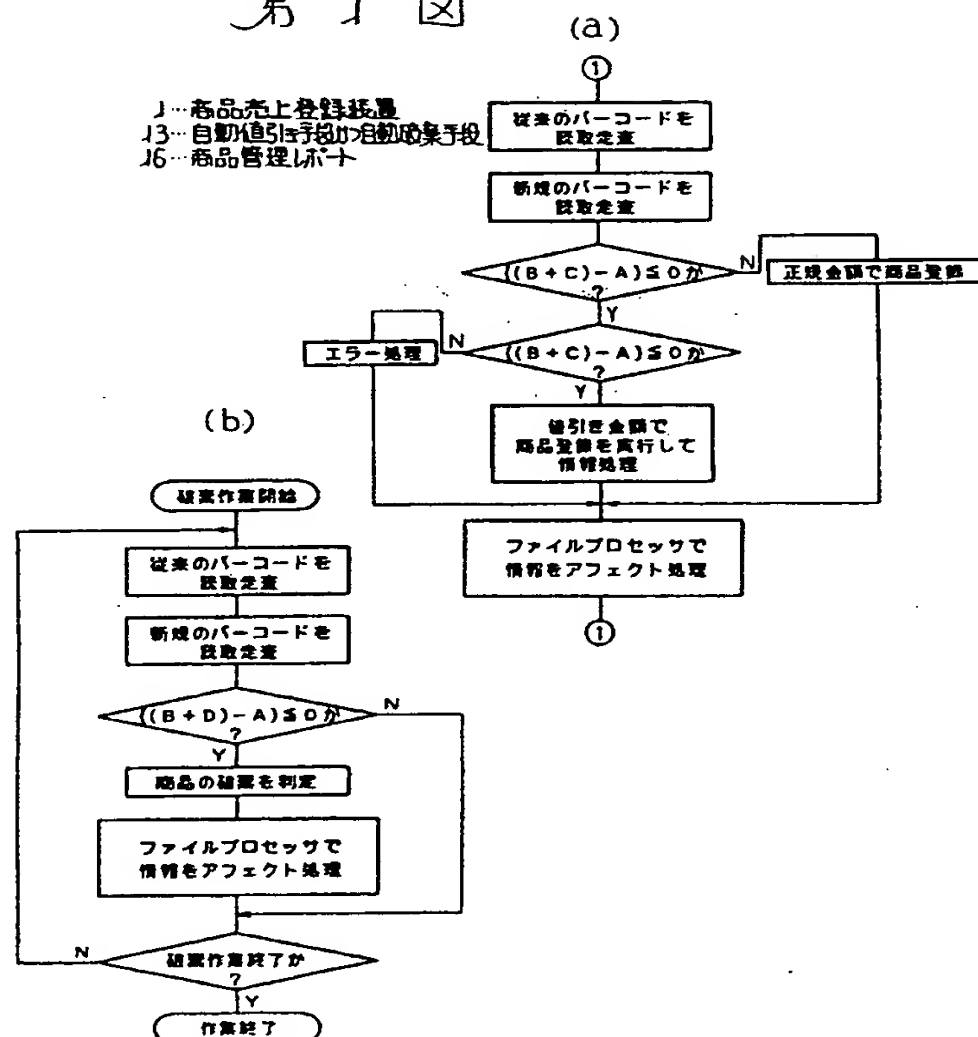 第 1 図
1…商品売上登録装置
13…自動値引き手段かつ自動破棄手段
16…商品管理レポート
(a)
①
従来のバーコードを
読取走査
新規のバーコードを
読取走査
((B+C)-A)≦0か
?
N
正規金額で商品登録
Y
((B+C)-A)≦0か
?
N
エラー処理
Y
値引き金額で
商品登録を実行して
情報処理
ファイルプロセッサで
情報をアフェクト処理
①
(b)
破棄作業開始
従来のバーコードを
読取走査
新規のバーコードを
読取走査
((B+D)-A)≦0か
?
N
Y
商品の破棄を判定
ファイルプロセッサで
情報をアフェクト処理
破棄作業終了か
?
N
Y
作業終了